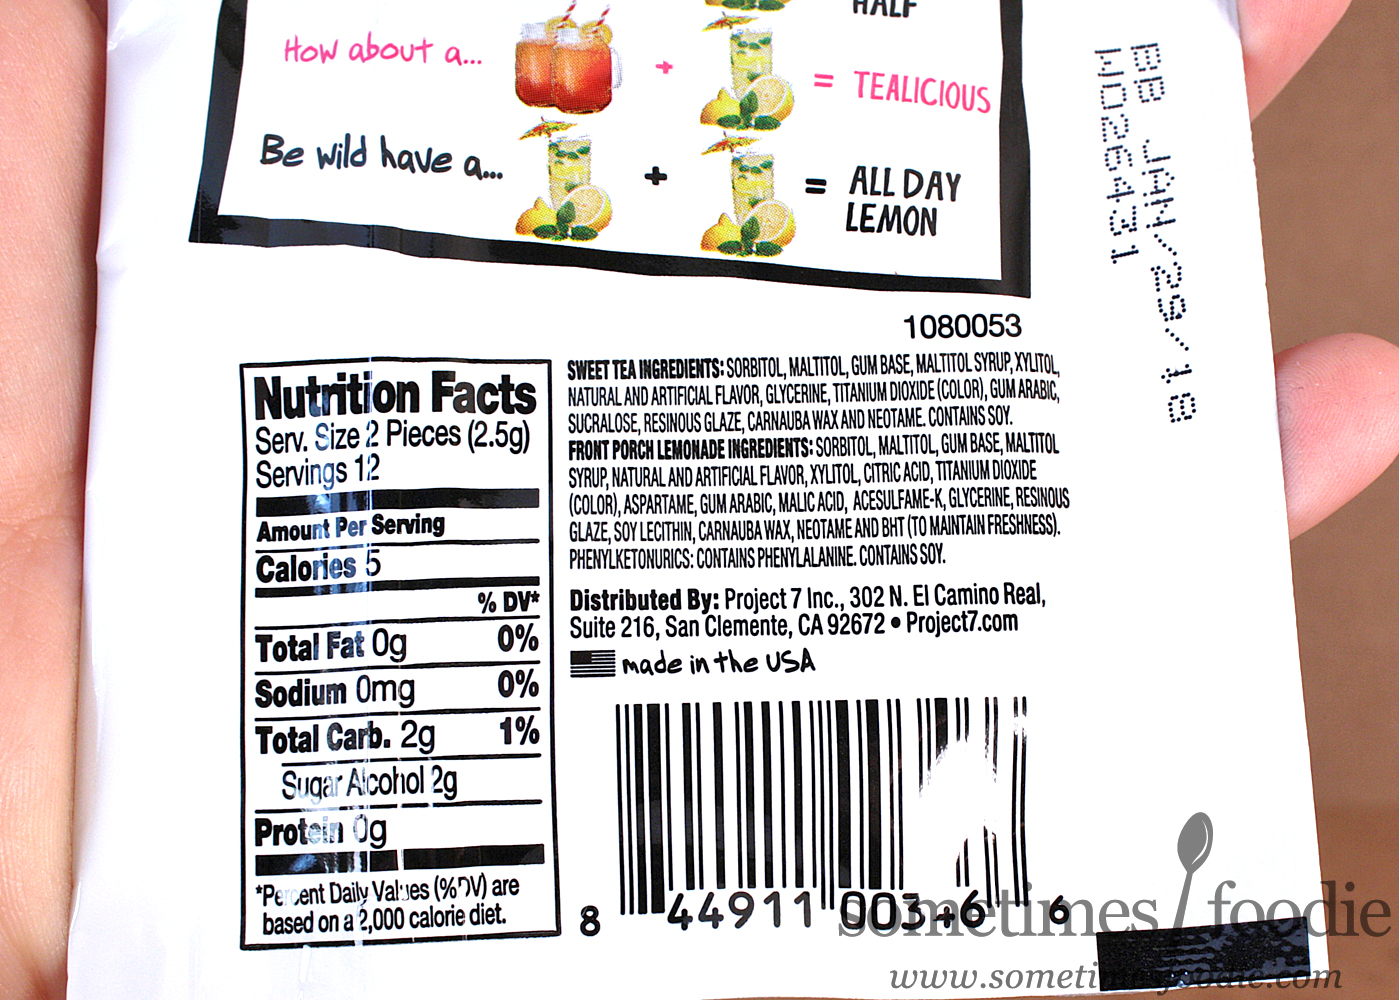 HALF
How about a...
+
= TEALICIOUS
Be wild have a...
+
= ALL DAY
LEMON
BB JAN/29/18
WO26431
1080053
Nutrition Facts
Serv. Size 2 Pieces (2.5g)
Servings 12
Amount Per Serving
Calories 5
% DV*
Total Fat 0g 0%
Sodium 0mg 0%
Total Carb. 2g 1%
Sugar Alcohol 2g
Protein 0g
*Percent Daily Values (%DV) are
based on a 2,000 calorie diet.
SWEET TEA INGREDIENTS: SORBITOL, MALTITOL, GUM BASE, MALTITOL SYRUP, XYLITOL,
NATURAL AND ARTIFICIAL FLAVOR, GLYCERINE, TITANIUM DIOXIDE (COLOR), GUM ARABIC,
SUCRALOSE, RESINOUS GLAZE, CARNAUBA WAX AND NEOTAME. CONTAINS SOY.
FRONT PORCH LEMONADE INGREDIENTS: SORBITOL, MALTITOL, GUM BASE, MALTITOL
SYRUP, NATURAL AND ARTIFICIAL FLAVOR, XYLITOL, CITRIC ACID, TITANIUM DIOXIDE
(COLOR), ASPARTAME, GUM ARABIC, MALIC ACID, ACESULFAME-K, GLYCERINE, RESINOUS
GLAZE, SOY LECITHIN, CARNAUBA WAX, NEOTAME AND BHT (TO MAINTAIN FRESHNESS).
PHENYLKETONURICS: CONTAINS PHENYLALANINE. CONTAINS SOY.
Distributed By: Project 7 Inc., 302 N. El Camino Real,
Suite 216, San Clemente, CA 92672 • Project7.com
made in the USA
8 44911 00346 6
sometimes foodie
www.sometimesfoodie.com